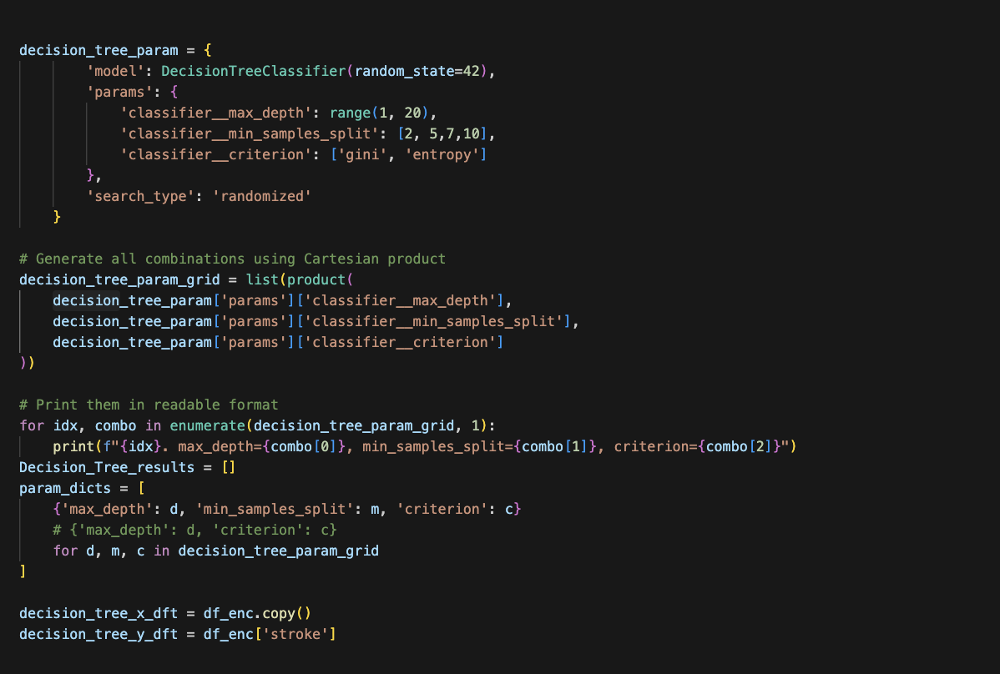 decision_tree_param = {
        'model': DecisionTreeClassifier(random_state=42),
        'params': {
            'classifier__max_depth': range(1, 20),
            'classifier__min_samples_split': [2, 5,7,10],
            'classifier__criterion': ['gini', 'entropy']
        },
        'search_type': 'randomized'
    }

# Generate all combinations using Cartesian product
decision_tree_param_grid = list(product(
    decision_tree_param['params']['classifier__max_depth'],
    decision_tree_param['params']['classifier__min_samples_split'],
    decision_tree_param['params']['classifier__criterion']
))

# Print them in readable format
for idx, combo in enumerate(decision_tree_param_grid, 1):
    print(f"{idx}. max_depth={combo[0]}, min_samples_split={combo[1]}, criterion={combo[2]}")
Decision_Tree_results = []
param_dicts = [
    {'max_depth': d, 'min_samples_split': m, 'criterion': c}
    # {'max_depth': d, 'criterion': c}
    for d, m, c in decision_tree_param_grid
]

decision_tree_x_dft = df_enc.copy()
decision_tree_y_dft = df_enc['stroke']